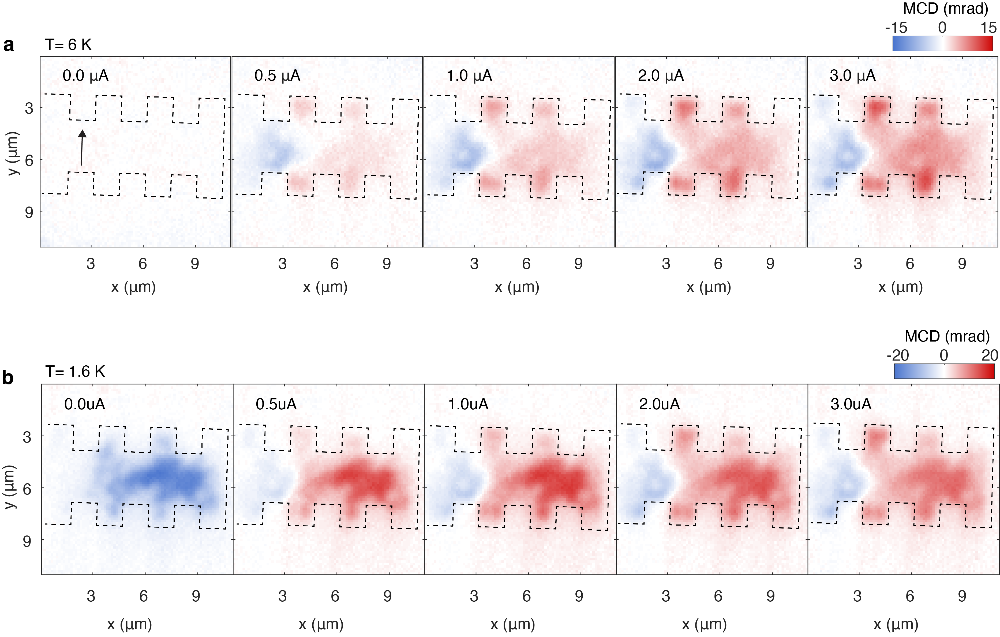 MCD (mrad)
-15 0 15
a T= 6 K
0.0 μA 0.5 μA 1.0 μA 2.0 μA 3.0 μA
3
6
9
y (μm)
3 6 9 3 6 9 3 6 9 3 6 9 3 6 9
x (μm) x (μm) x (μm) x (μm) x (μm)
MCD (mrad)
-20 0 20
b T= 1.6 K
0.0uA 0.5uA 1.0uA 2.0uA 3.0uA
3
6
9
y (μm)
3 6 9 3 6 9 3 6 9 3 6 9 3 6 9
x (μm) x (μm) x (μm) x (μm) x (μm)